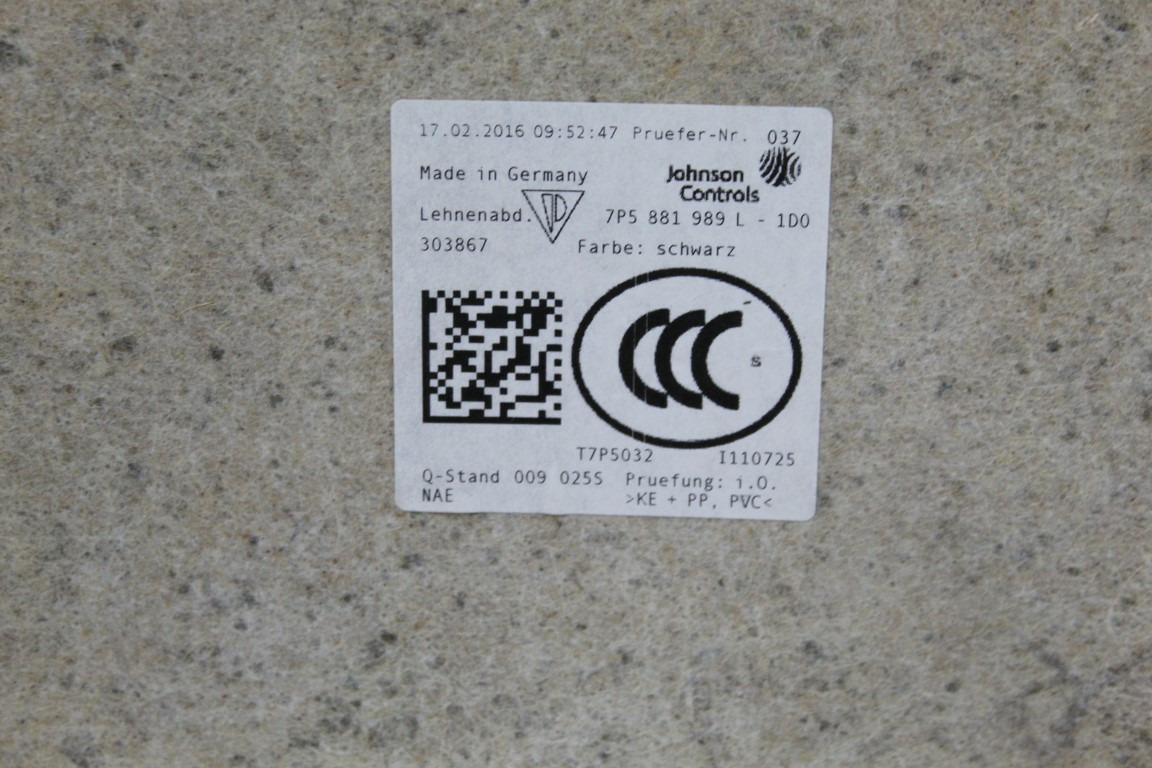 17.02.2016 09:52:47 Pruefer-Nr. 037
Made in Germany
Johnson
Controls
Lehnenabd. 7P5 881 989 L - 1D0
303867 Farbe: schwarz
CCC S
T7P5032 I110725
Q-Stand 009 025S Pruefung: i.O.
NAE >KE + PP, PVC<